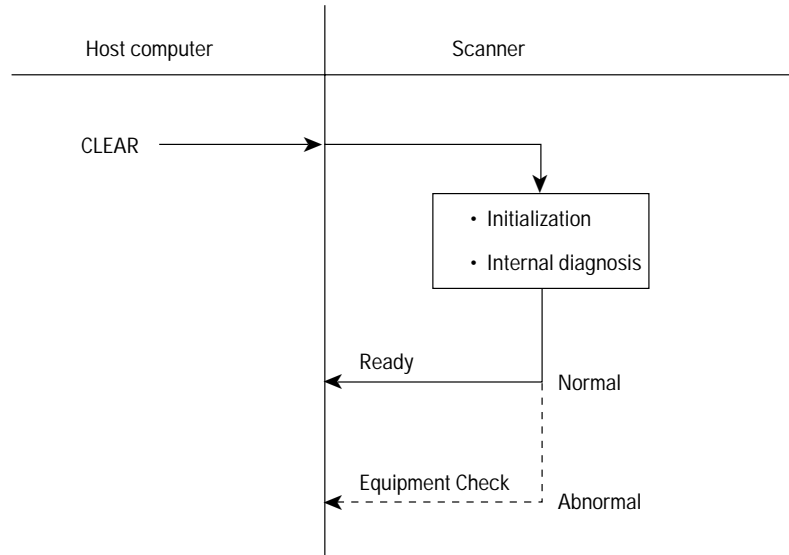 Host computer
Scanner
CLEAR
• Initialization
• Internal diagnosis
Ready
Normal
Equipment Check
Abnormal